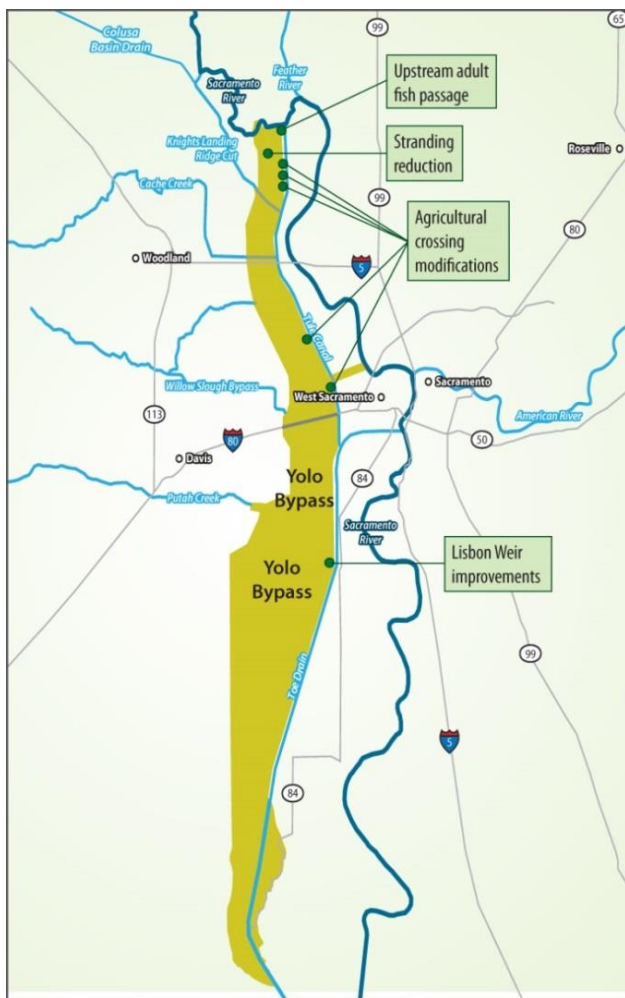 Colusa
Basin Drain
Sacramento
River
Feather
River
99
65
Upstream adult
fish passage
Knights Landing
Ridge Cut
Stranding
reduction
Roseville
Cache Creek
99
80
Agricultural
crossing
modifications
Woodland
5
Tule Canal
Willow Slough Bypass
West Sacramento
Sacramento
American River
113
80
50
Davis
84
Yolo
Bypass
Putah Creek
Sacramento
River
Lisbon Weir
improvements
Yolo
Bypass
99
Toe Drain
5
84